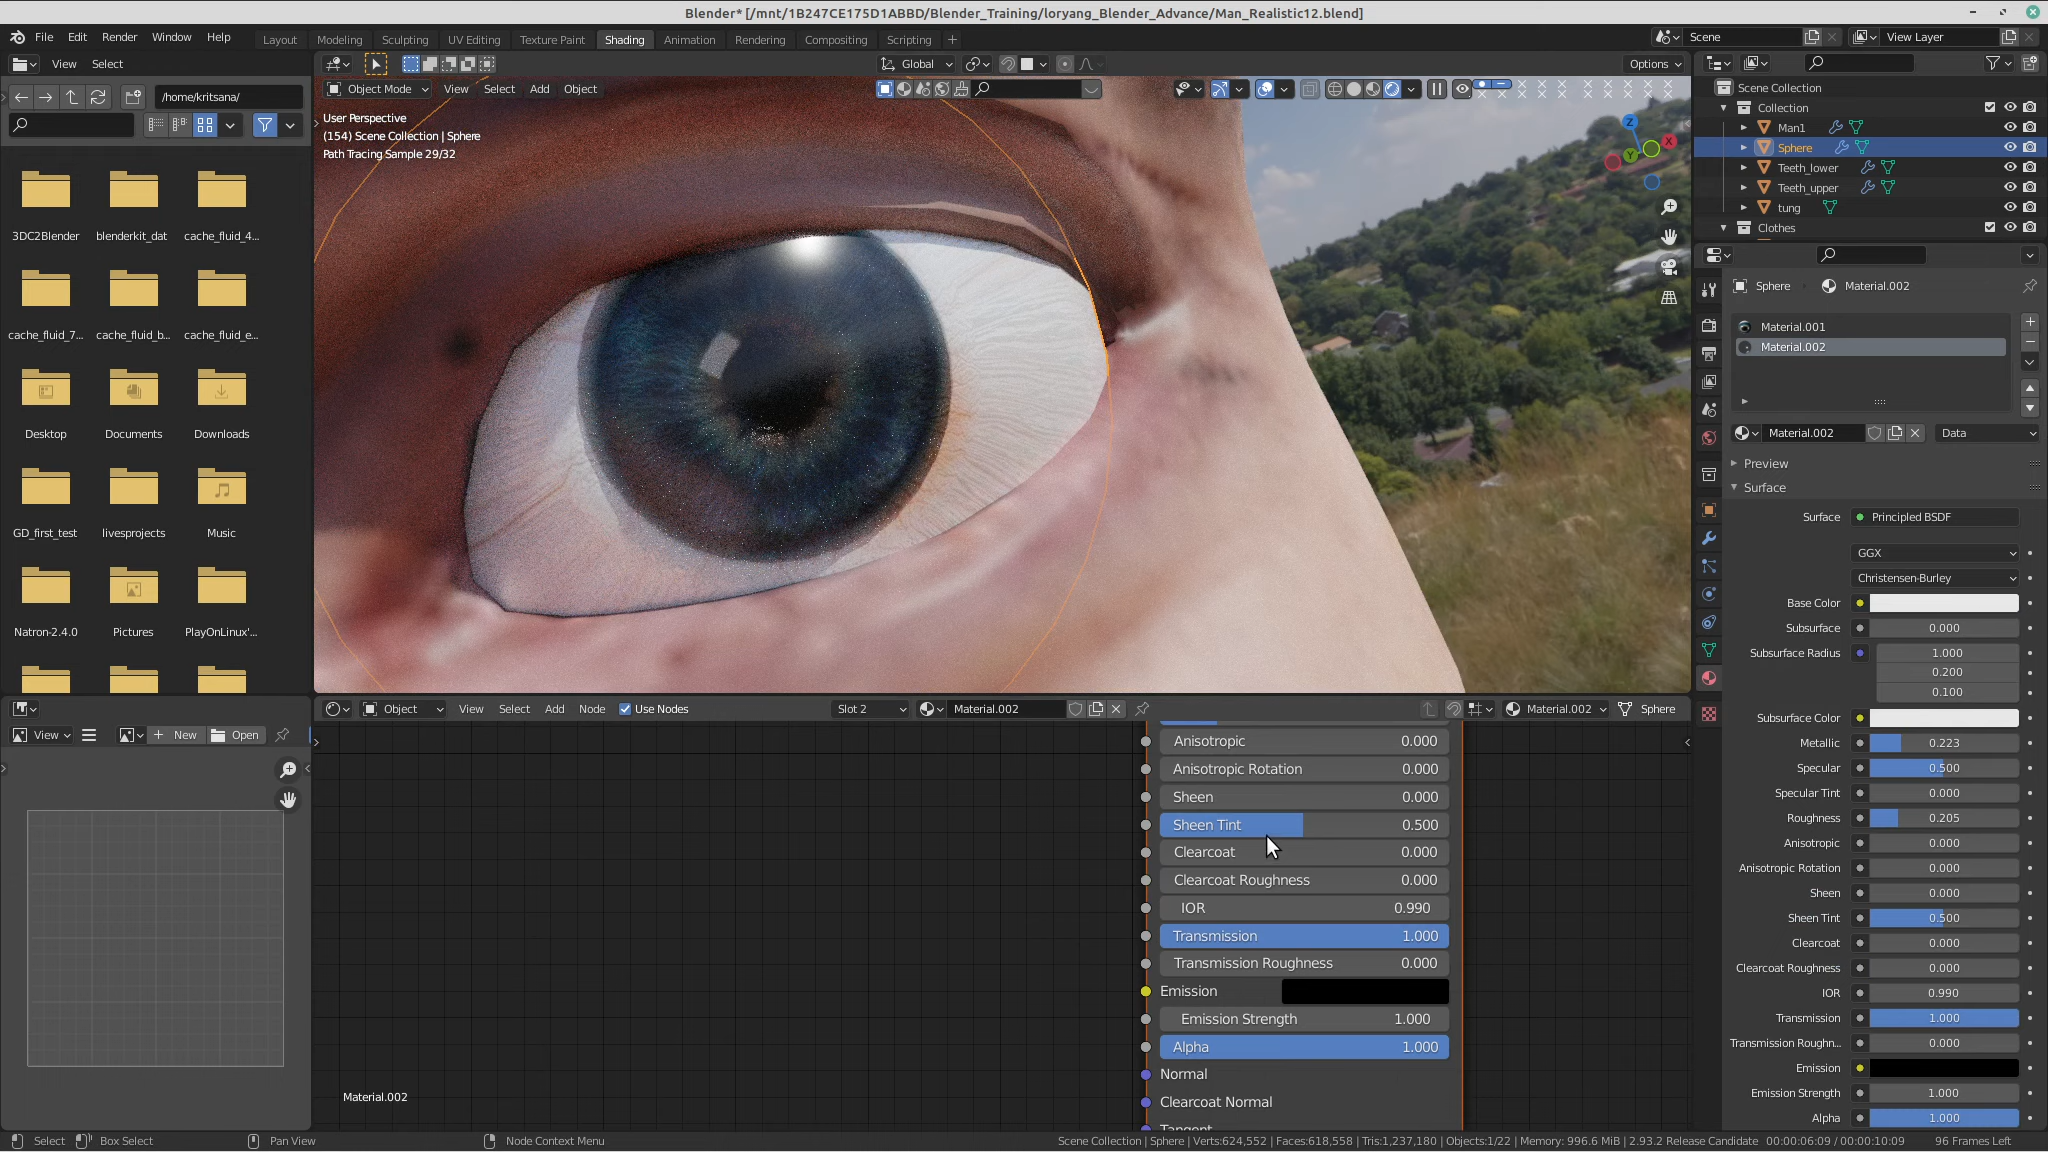 Blender* [/mnt/1B247CE175D1ABBD/Blender_Training/loryang_Blender_Advance/Man_Realistic12.blend]
File Edit Render Window Help
Layout Modeling Sculpting UV Editing Texture Paint Shading Animation Rendering Compositing Scripting +
Scene
View Layer
View Select
Global
Options
/home/kritsana/
Object Mode View Select Add Object
User Perspective
(154) Scene Collection | Sphere
Path Tracing Sample 29/32
Z
X
Y
3DC2Blender blenderkit_dat cache_fluid_4...
cache_fluid_7... cache_fluid_b... cache_fluid_e...
Desktop Documents Downloads
GD_first_test livesprojects Music
Natron-2.4.0 Pictures PlayOnLinux'...
Scene Collection
Collection
Man1
Sphere
Teeth_lower
Teeth_upper
tung
Clothes
Sphere Material.002
Material.001
Material.002
Material.002 Data
Preview
Surface
Surface Principled BSDF
GGX
Christensen-Burley
Base Color
Subsurface 0.000
Subsurface Radius 1.000
0.200
0.100
Subsurface Color
Metallic 0.223
Specular 0.500
Specular Tint 0.000
Roughness 0.205
Anisotropic 0.000
Anisotropic Rotation 0.000
Sheen 0.000
Sheen Tint 0.500
Clearcoat 0.000
Clearcoat Roughness 0.000
IOR 0.990
Transmission 1.000
Transmission Roughn... 0.000
Emission
Emission Strength 1.000
Alpha 1.000
View New Open
Object View Select Add Node Use Nodes Slot 2 Material.002 Material.002 Sphere
Anisotropic 0.000
Anisotropic Rotation 0.000
Sheen 0.000
Sheen Tint 0.500
Clearcoat 0.000
Clearcoat Roughness 0.000
IOR 0.990
Transmission 1.000
Transmission Roughness 0.000
Emission
Emission Strength 1.000
Alpha 1.000
Normal
Clearcoat Normal
Tangent
Material.002
Select Box Select Pan View Node Context Menu
Scene Collection | Sphere | Verts:624,552 | Faces:618,558 | Tris:1,237,180 | Objects:1/22 | Memory: 996.6 MiB | 2.93.2 Release Candidate 00:00:06:09 / 00:00:10:09 96 Frames Left